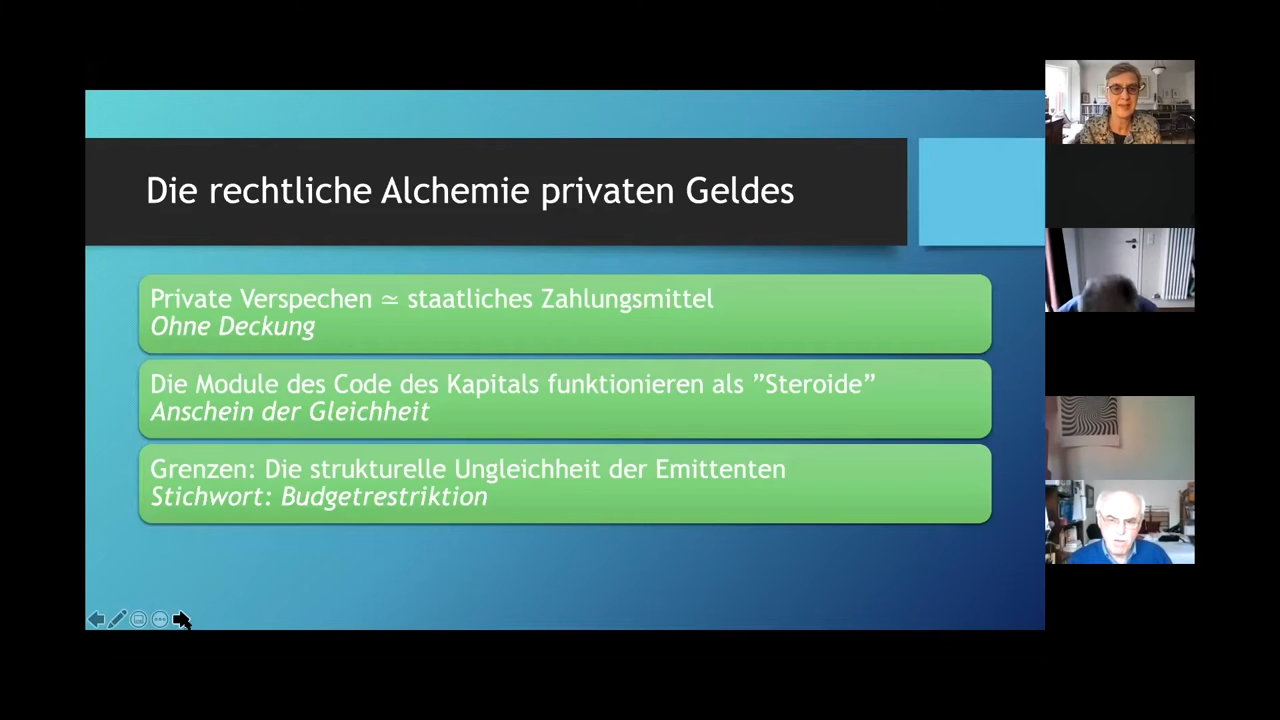 Die rechtliche Alchemie privaten Geldes
Private Verspechen ≃ staatliches Zahlungsmittel
Ohne Deckung
Die Module des Code des Kapitals funktionieren als ”Steroide”
Anschein der Gleichheit
Grenzen: Die strukturelle Ungleichheit der Emittenten
Stichwort: Budgetrestriktion